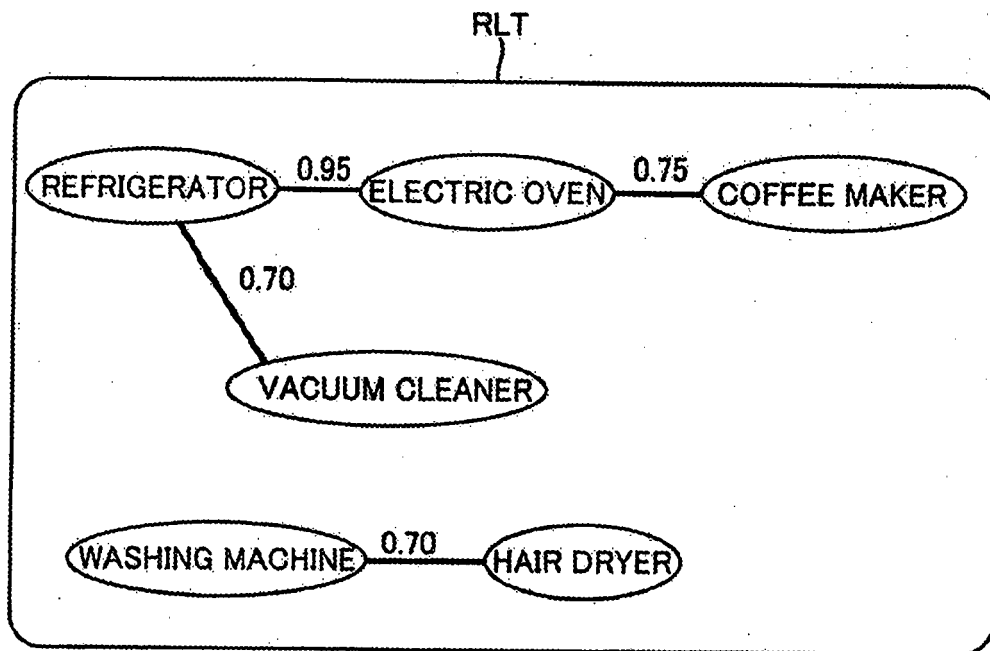 RLT
REFRIGERATOR 0.95 ELECTRIC OVEN 0.75 COFFEE MAKER
0.70
VACUUM CLEANER
WASHING MACHINE 0.70 HAIR DRYER